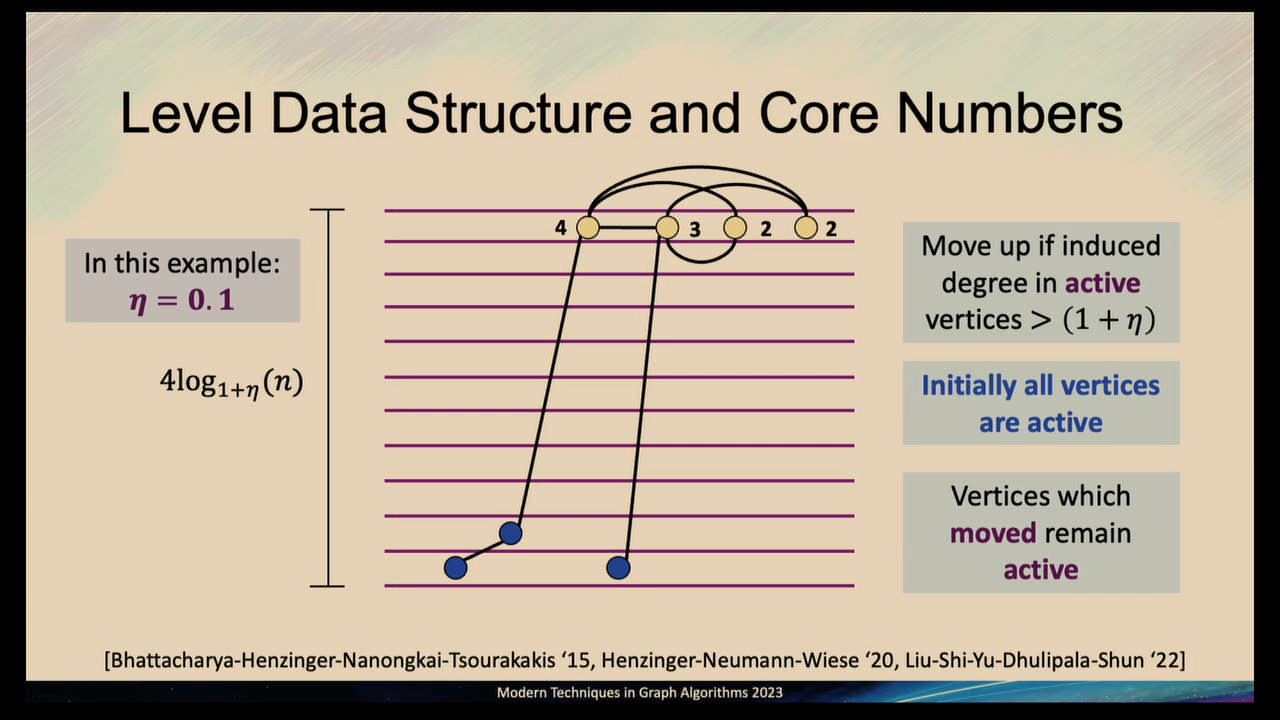 Level Data Structure and Core Numbers
In this example:
η = 0.1
4log₁₊η(n)
4
3
2
2
Move up if induced
degree in active
vertices > (1 + η)
Initially all vertices
are active
Vertices which
moved remain
active
[Bhattacharya-Henzinger-Nanongkai-Tsourakakis ‘15, Henzinger-Neumann-Wiese ‘20, Liu-Shi-Yu-Dhulipala-Shun ‘22]
Modern Techniques in Graph Algorithms 2023